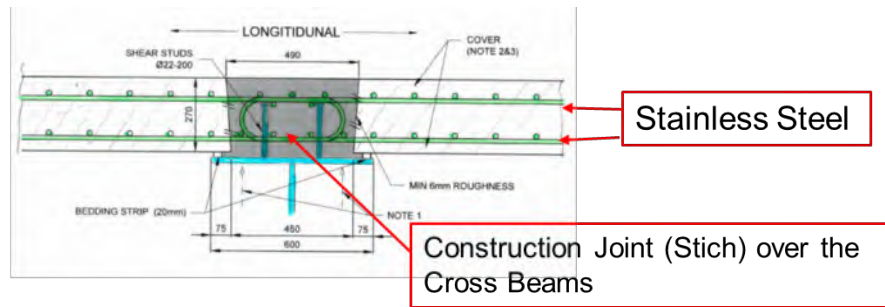 LONGITIDUNAL
490
SHEAR STUDS
Ø22-200
COVER
(NOTE 2&3)
270
Stainless Steel
MIN 6mm ROUGHNESS
BEDDING STRIP (20mm)
NOTE 1
75
450
75
600
Construction Joint (Stich) over the
Cross Beams